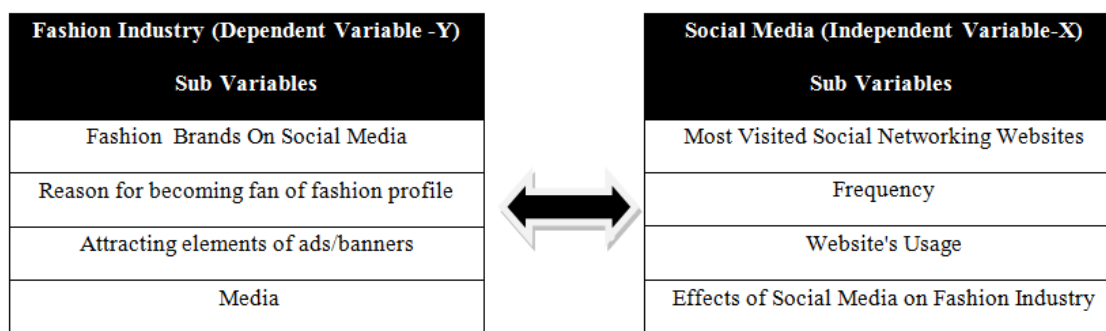 Fashion Industry (Dependent Variable -Y)
Sub Variables
Fashion Brands On Social Media
Reason for becoming fan of fashion profile
Attracting elements of ads/banners
Media
Social Media (Independent Variable-X)
Sub Variables
Most Visited Social Networking Websites
Frequency
Website's Usage
Effects of Social Media on Fashion Industry